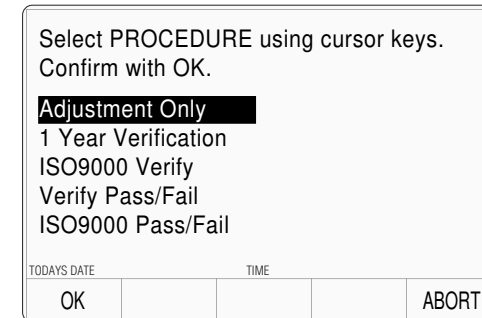 Select PROCEDURE using cursor keys.
Confirm with OK.
Adjustment Only
1 Year Verification
ISO9000 Verify
Verify Pass/Fail
ISO9000 Pass/Fail
TODAYS DATE TIME
OK ABORT